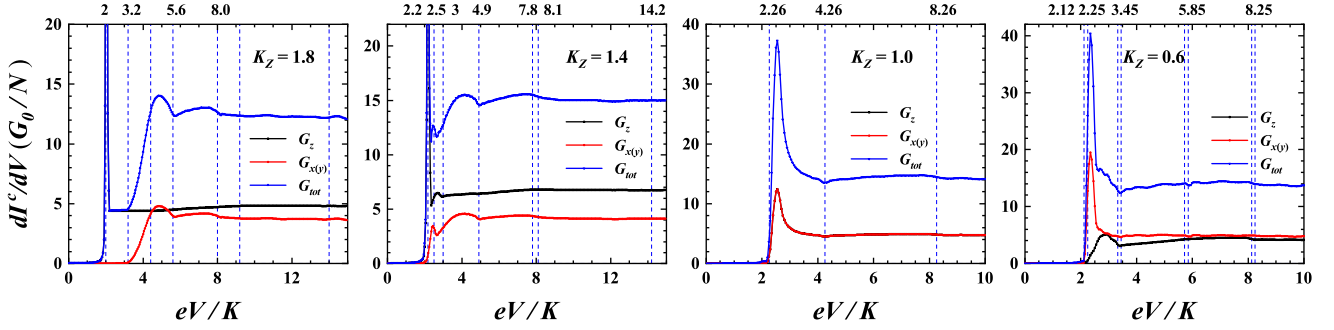 2 3.2 5.6 8.0
K_Z = 1.8
G_z
G_x(y)
G_tot
20
15
10
5
0
0 4 8 12
eV / K
dI^c/dV (G_0 / N)
2.2 2.5 3 4.9 7.8 8.1 14.2
K_Z = 1.4
G_z
G_x(y)
G_tot
20
15
10
5
0
0 4 8 12
eV / K
2.26 4.26 8.26
K_Z = 1.0
G_z
G_x(y)
G_tot
40
30
20
10
0
0 2 4 6 8 10
eV / K
2.12 2.25 3.45 5.85 8.25
K_Z = 0.6
G_z
G_x(y)
G_tot
40
30
20
10
0
0 2 4 6 8 10
eV / K